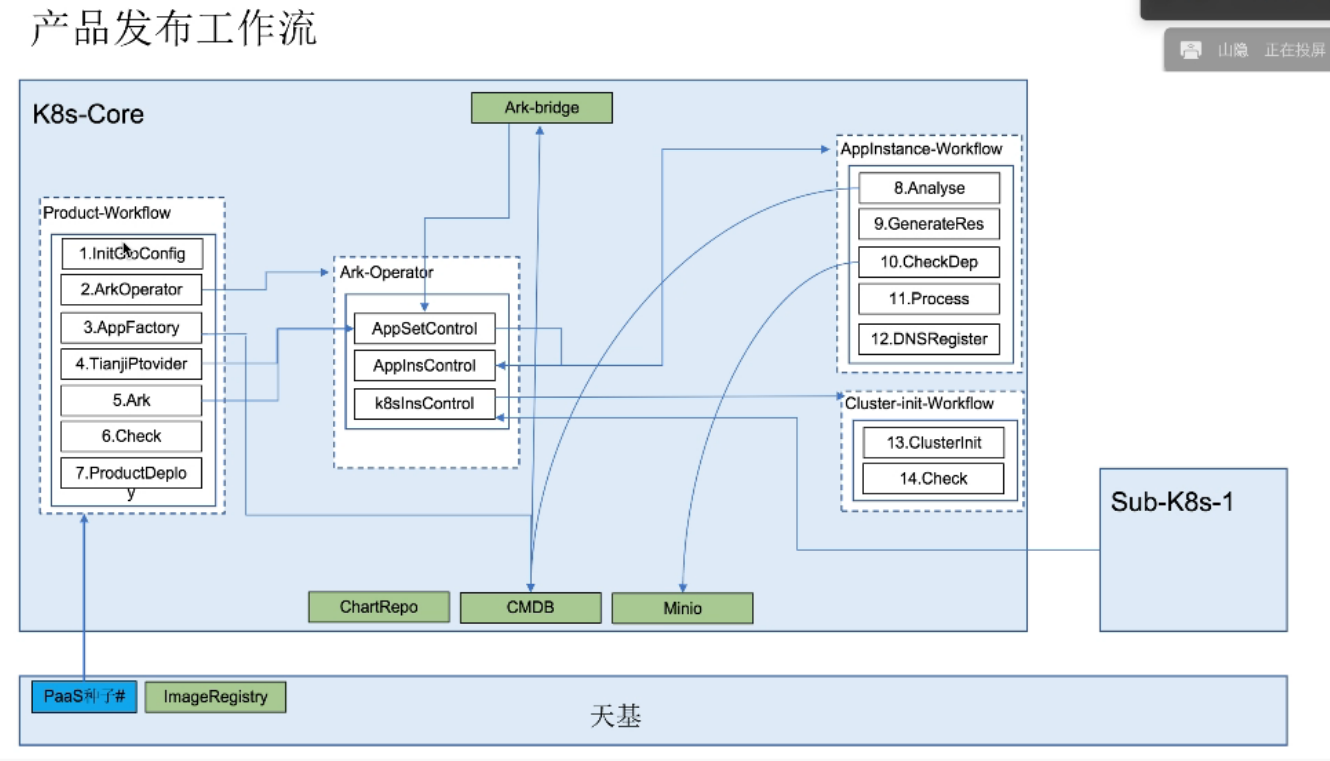 产品发布工作流
山隐 正在投屏
K8s-Core
Ark-bridge
AppInstance-Workflow
8.Analyse
9.GenerateRes
10.CheckDep
11.Process
12.DNSRegister
Product-Workflow
2.ArkOperator
3.AppFactory
4.TianjiPtovider
5.Ark
6.Check
7.ProductDeplo
y
Ark-Operator
AppSetControl
AppInsControl
k8sInsControl
Cluster-init-Workflow
13.ClusterInit
14.Check
Sub-K8s-1
ChartRepo
CMDB
Minio
PaaS种子#
ImageRegistry
天基